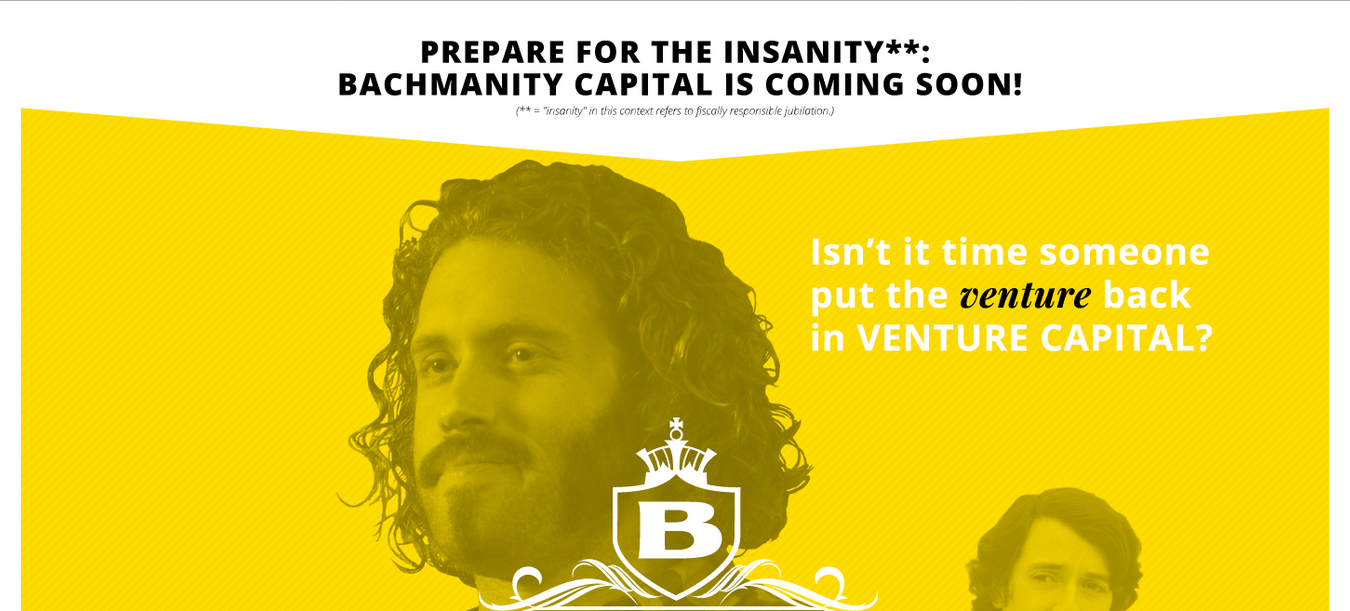 PREPARE FOR THE INSANITY**:
BACHMANITY CAPITAL IS COMING SOON!
(** = "insanity" in this context refers to fiscally responsible jubilation.)
Isn’t it time someone
put the venture back
in VENTURE CAPITAL?
B